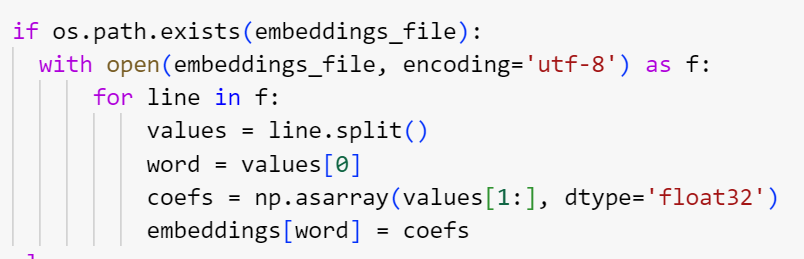 if os.path.exists(embeddings_file):
  with open(embeddings_file, encoding='utf-8') as f:
      for line in f:
          values = line.split()
          word = values[0]
          coefs = np.asarray(values[1:], dtype='float32')
          embeddings[word] = coefs